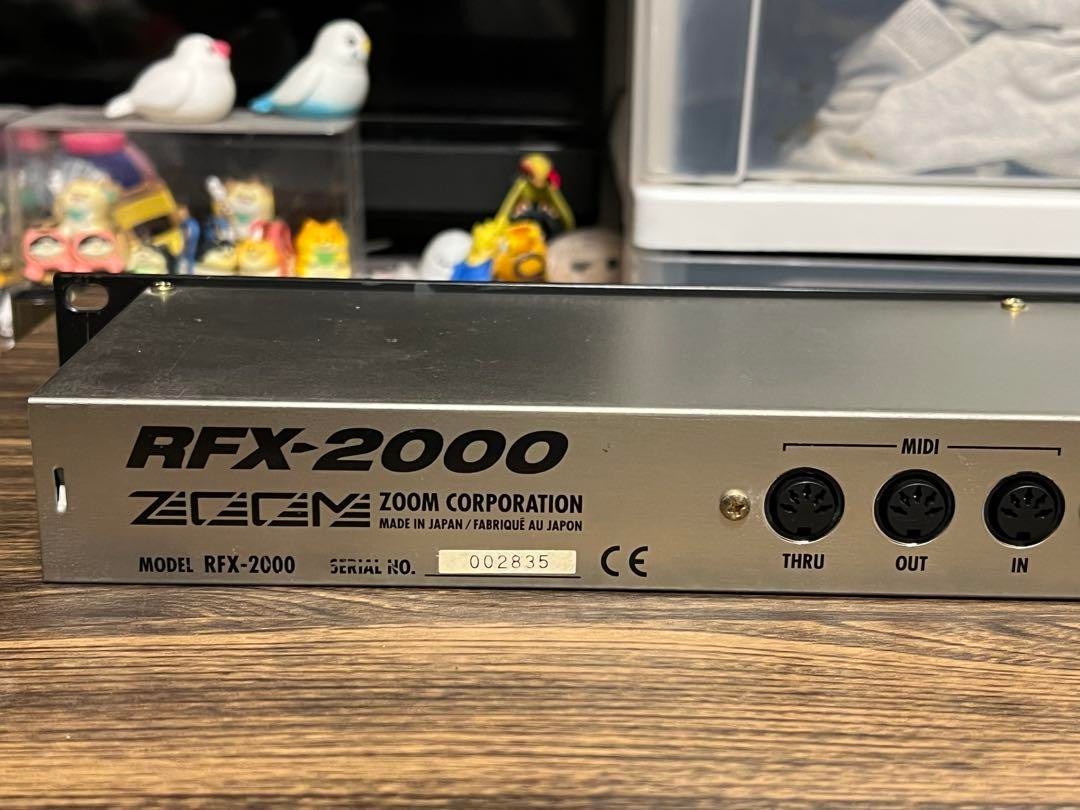 RFX-2000
ZOOM ZOOM CORPORATION
MADE IN JAPAN / FABRIQUÉ AU JAPON
MODEL RFX-2000 SERIAL NO. 002835 CE
MIDI
THRU OUT IN